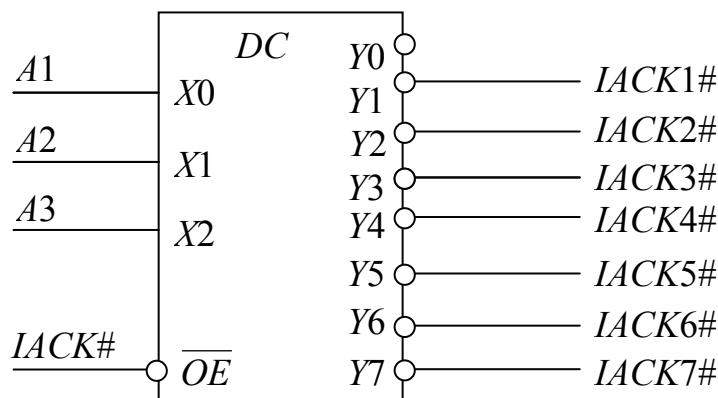 DC
A1
X0
A2
X1
A3
X2
IACK#
OE
Y0
Y1
IACK1#
Y2
IACK2#
Y3
IACK3#
Y4
IACK4#
Y5
IACK5#
Y6
IACK6#
Y7
IACK7#